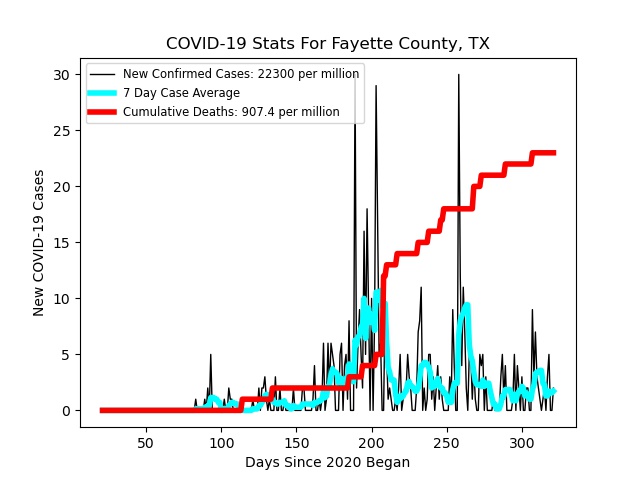 COVID-19 Stats For Fayette County, TX
New Confirmed Cases: 22300 per million
7 Day Case Average
Cumulative Deaths: 907.4 per million
New COVID-19 Cases
30
25
20
15
10
5
0
50 100 150 200 250 300
Days Since 2020 Began